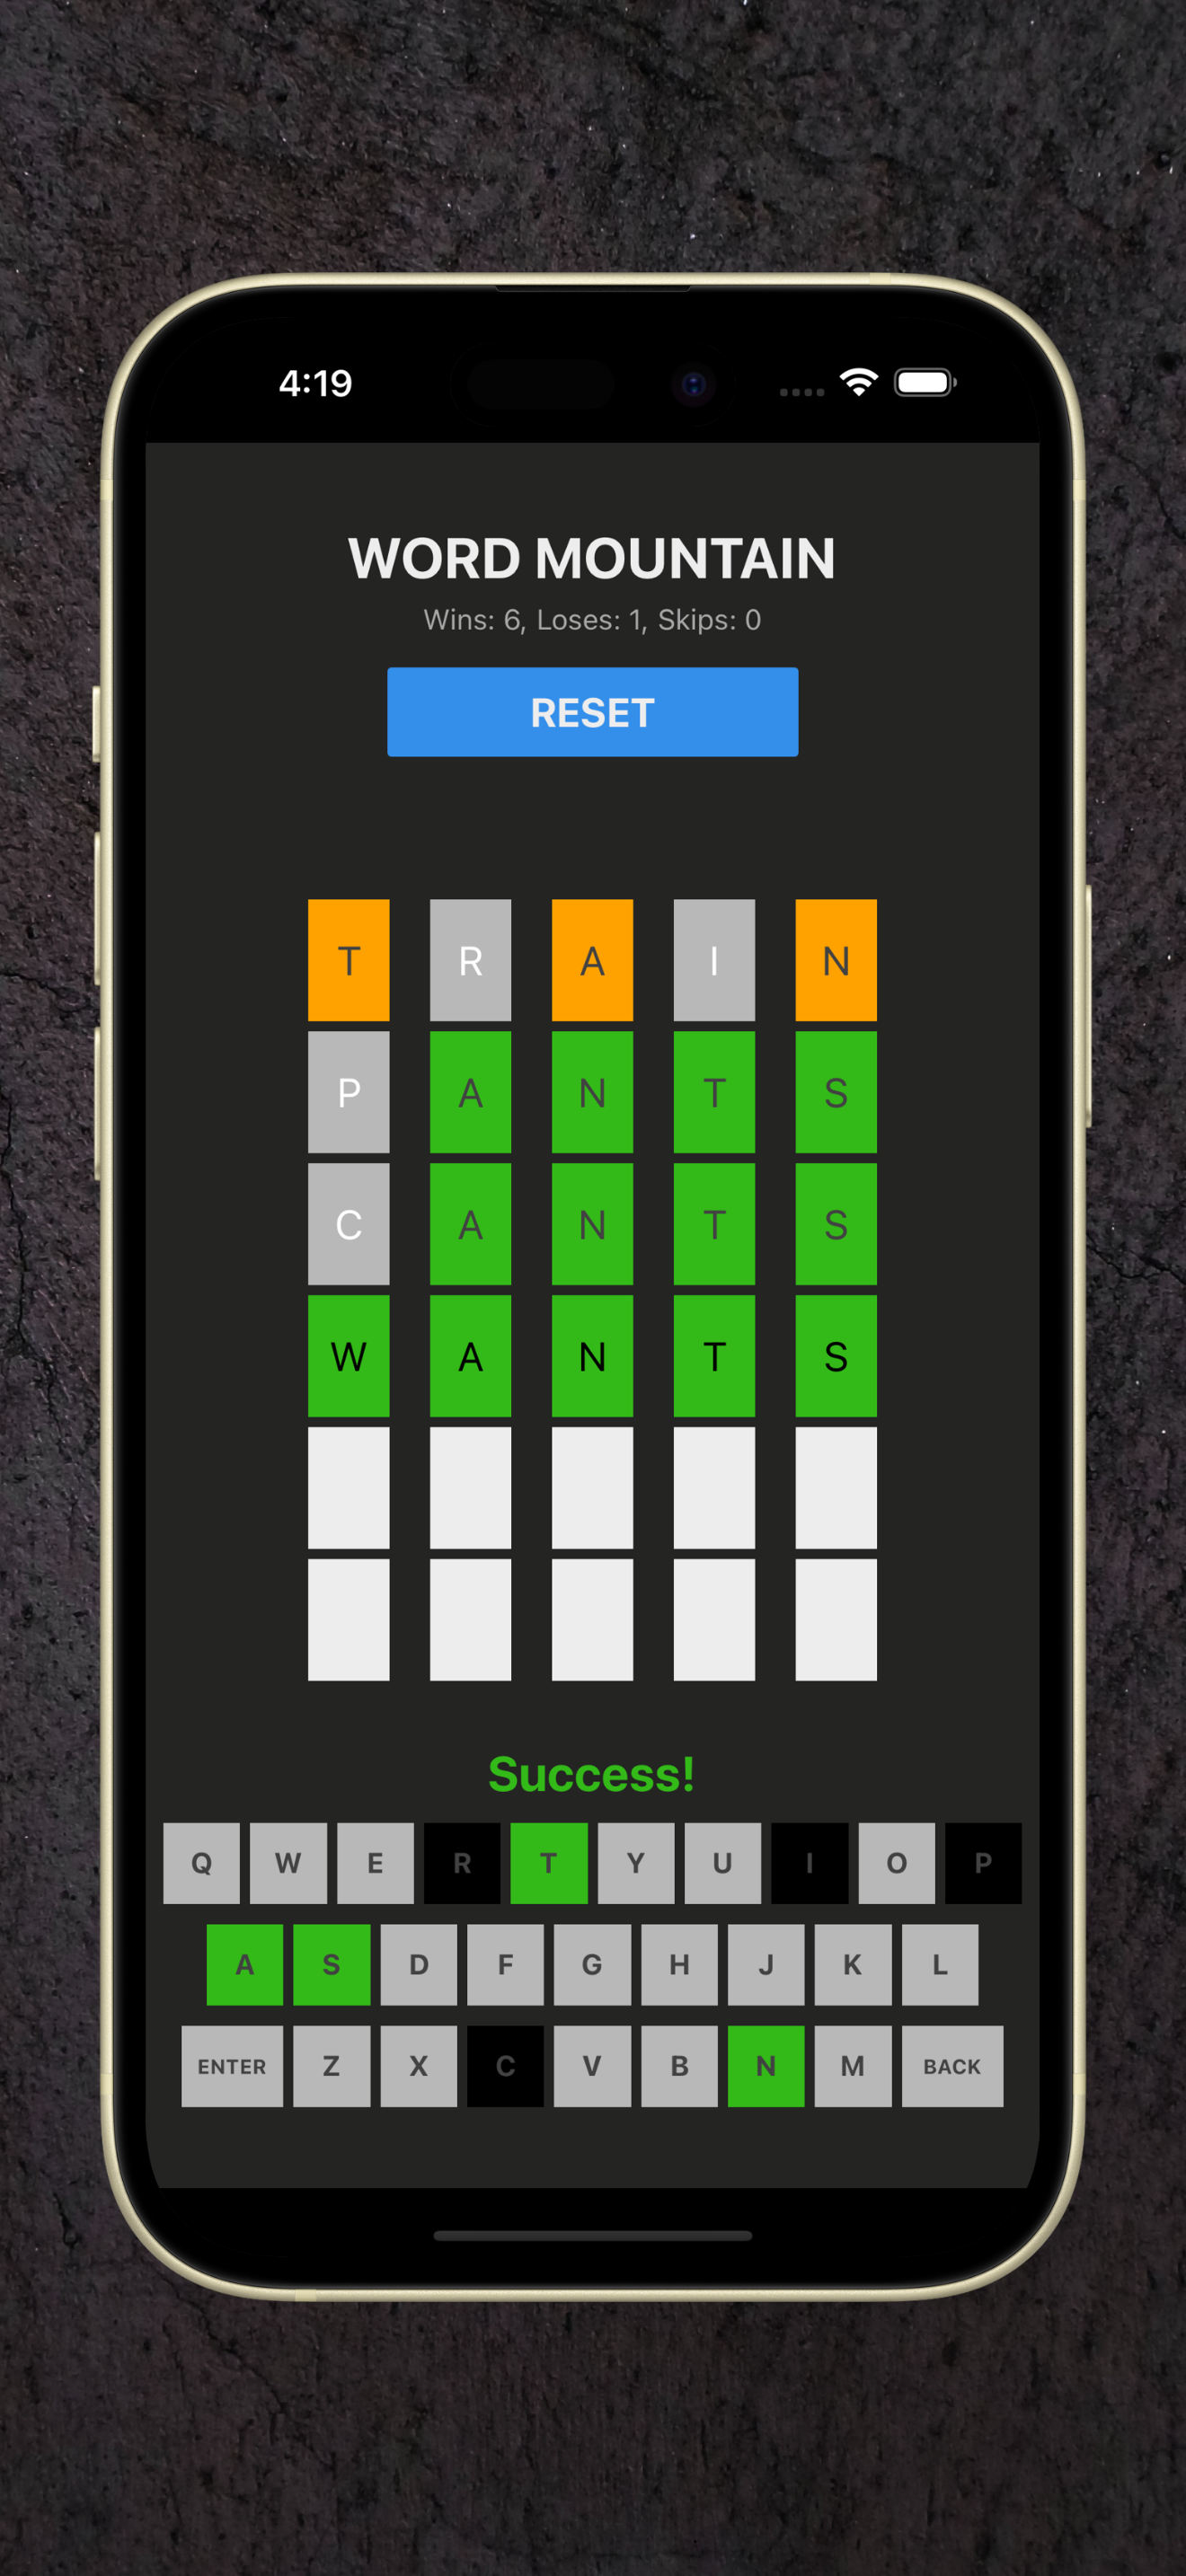 4:19
WORD MOUNTAIN
Wins: 6, Loses: 1, Skips: 0
RESET
T R A I N
P A N T S
C A N T S
W A N T S
Success!
Q W E R T Y U I O P
A S D F G H J K L
ENTER Z X C V B N M BACK